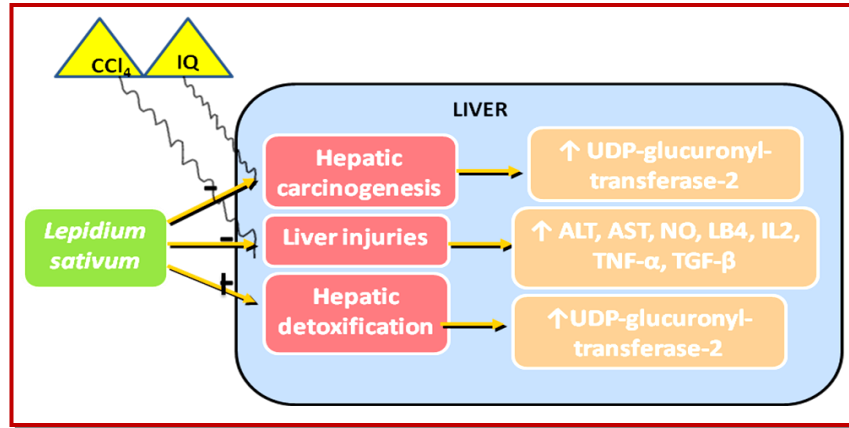 CCl₄
IQ
LIVER
Hepatic
carcinogenesis
↑ UDP-glucuronyl-
transferase-2
-
Lepidium
sativum
-
Liver injuries
↑ ALT, AST, NO, LB4, IL2,
TNF-α, TGF-β
+
Hepatic
detoxification
↑UDP-glucuronyl-
transferase-2